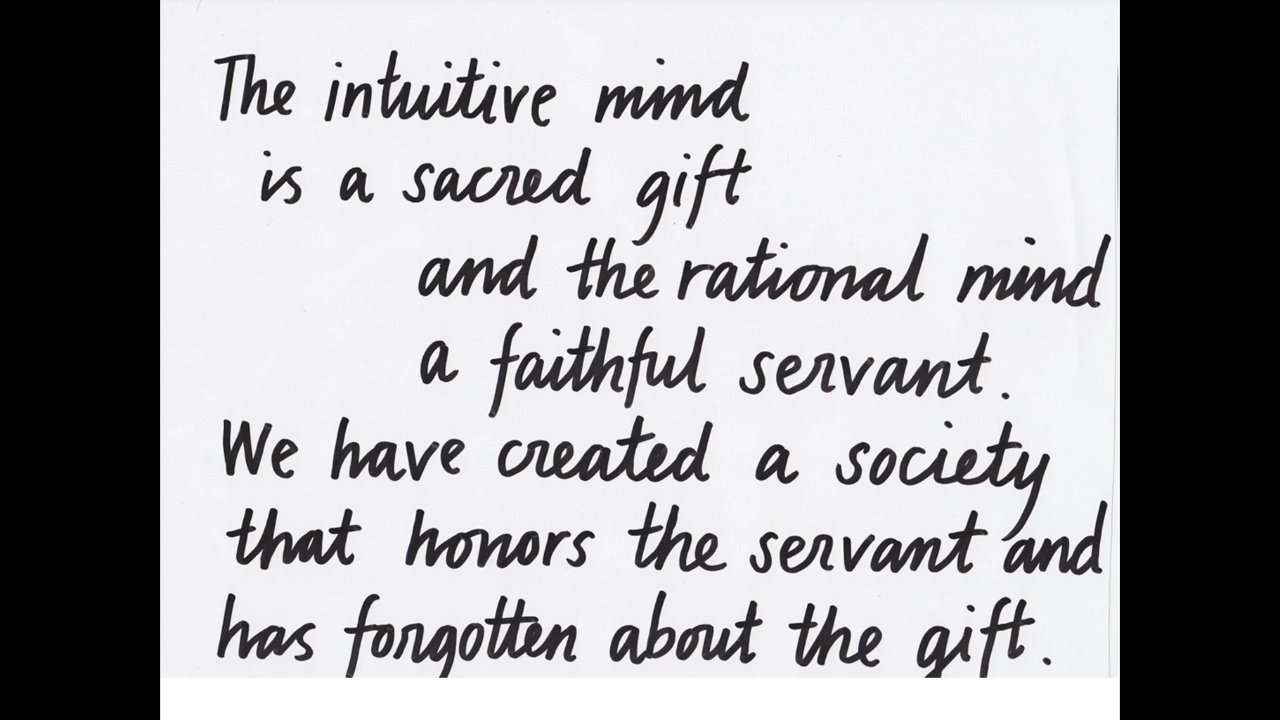 The intuitive mind
is a sacred gift
and the rational mind
a faithful servant.
We have created a society
that honors the servant and
has forgotten about the gift.